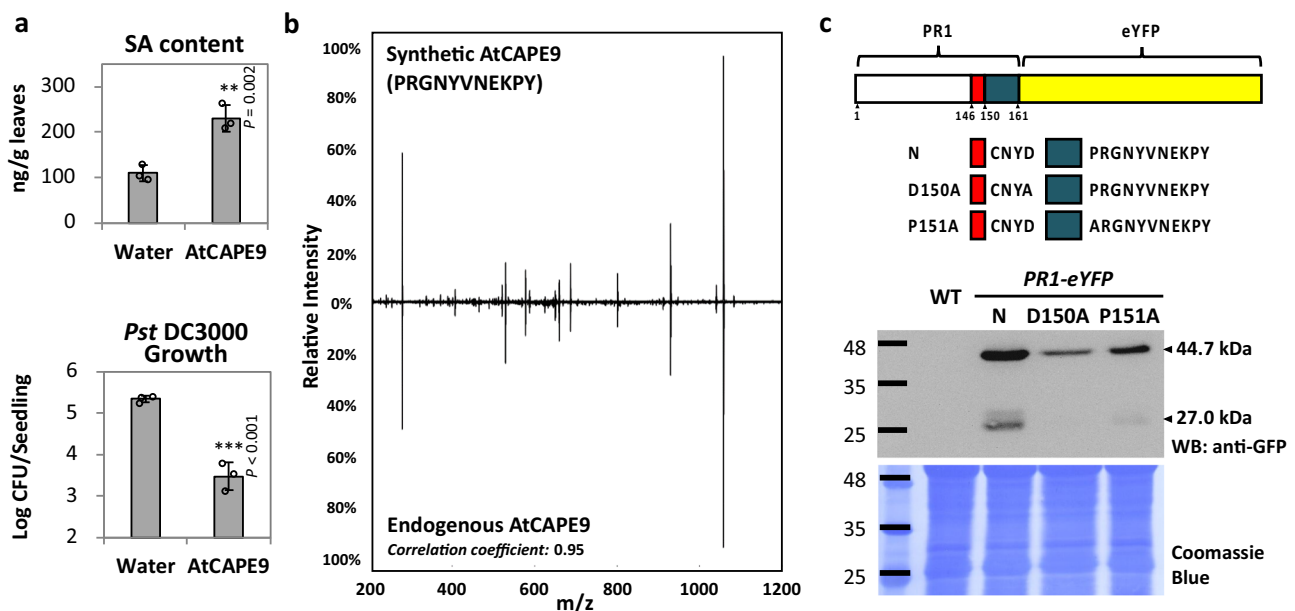 a
SA content
ng/g leaves
300
200
100
0
**
P = 0.002
Water
AtCAPE9
Pst DC3000
Growth
Log CFU/Seedling
6
5
4
3
2
***
P < 0.001
Water
AtCAPE9
b
Synthetic AtCAPE9
(PRGNYVNEKPY)
Relative Intensity
100%
80%
60%
40%
20%
0%
20%
40%
60%
80%
100%
Endogenous AtCAPE9
Correlation coefficient: 0.95
200
400
600
800
1000
1200
m/z
c
PR1
eYFP
1
146
150
161
N CNYD PRGNYVNEKPY
D150A CNYA PRGNYVNEKPY
P151A CNYD ARGNYVNEKPY
PR1-eYFP
WT
N D150A P151A
48
35
25
44.7 kDa
27.0 kDa
WB: anti-GFP
48
35
25
Coomassie
Blue